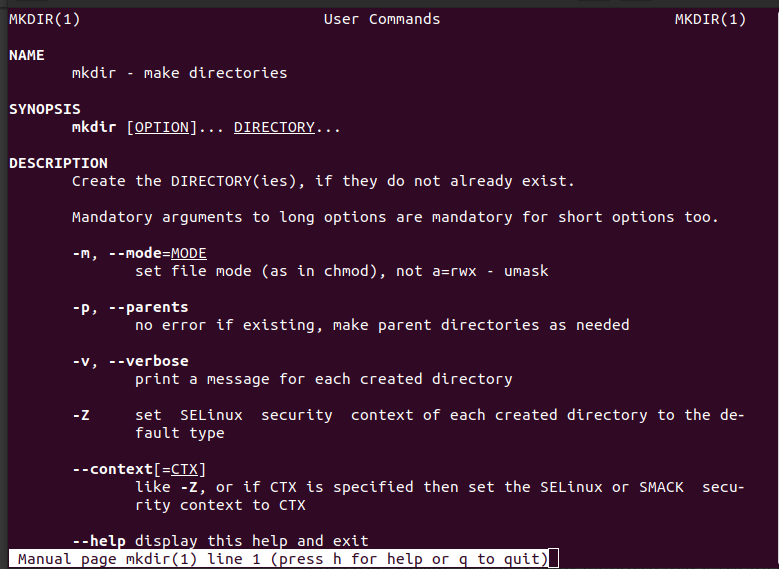 MKDIR(1) User Commands MKDIR(1)
NAME
mkdir - make directories
SYNOPSIS
mkdir [OPTION]... DIRECTORY...
DESCRIPTION
Create the DIRECTORY(ies), if they do not already exist.
Mandatory arguments to long options are mandatory for short options too.
-m, --mode=MODE
set file mode (as in chmod), not a=rwx - umask
-p, --parents
no error if existing, make parent directories as needed
-v, --verbose
print a message for each created directory
-Z set SELinux security context of each created directory to the de-
fault type
--context[=CTX]
like -Z, or if CTX is specified then set the SELinux or SMACK secu-
rity context to CTX
--help display this help and exit
Manual page mkdir(1) line 1 (press h for help or q to quit)